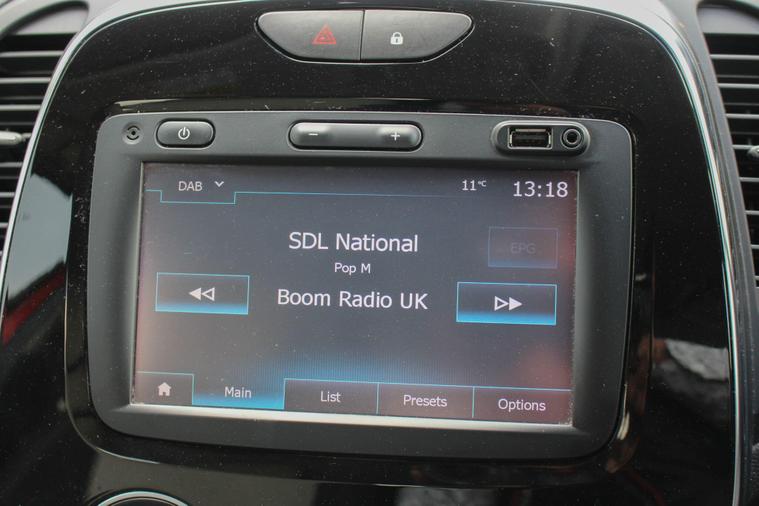 − +
DAB 11°C 13:18
SDL National
EPG
Pop M
Boom Radio UK
Main List Presets Options